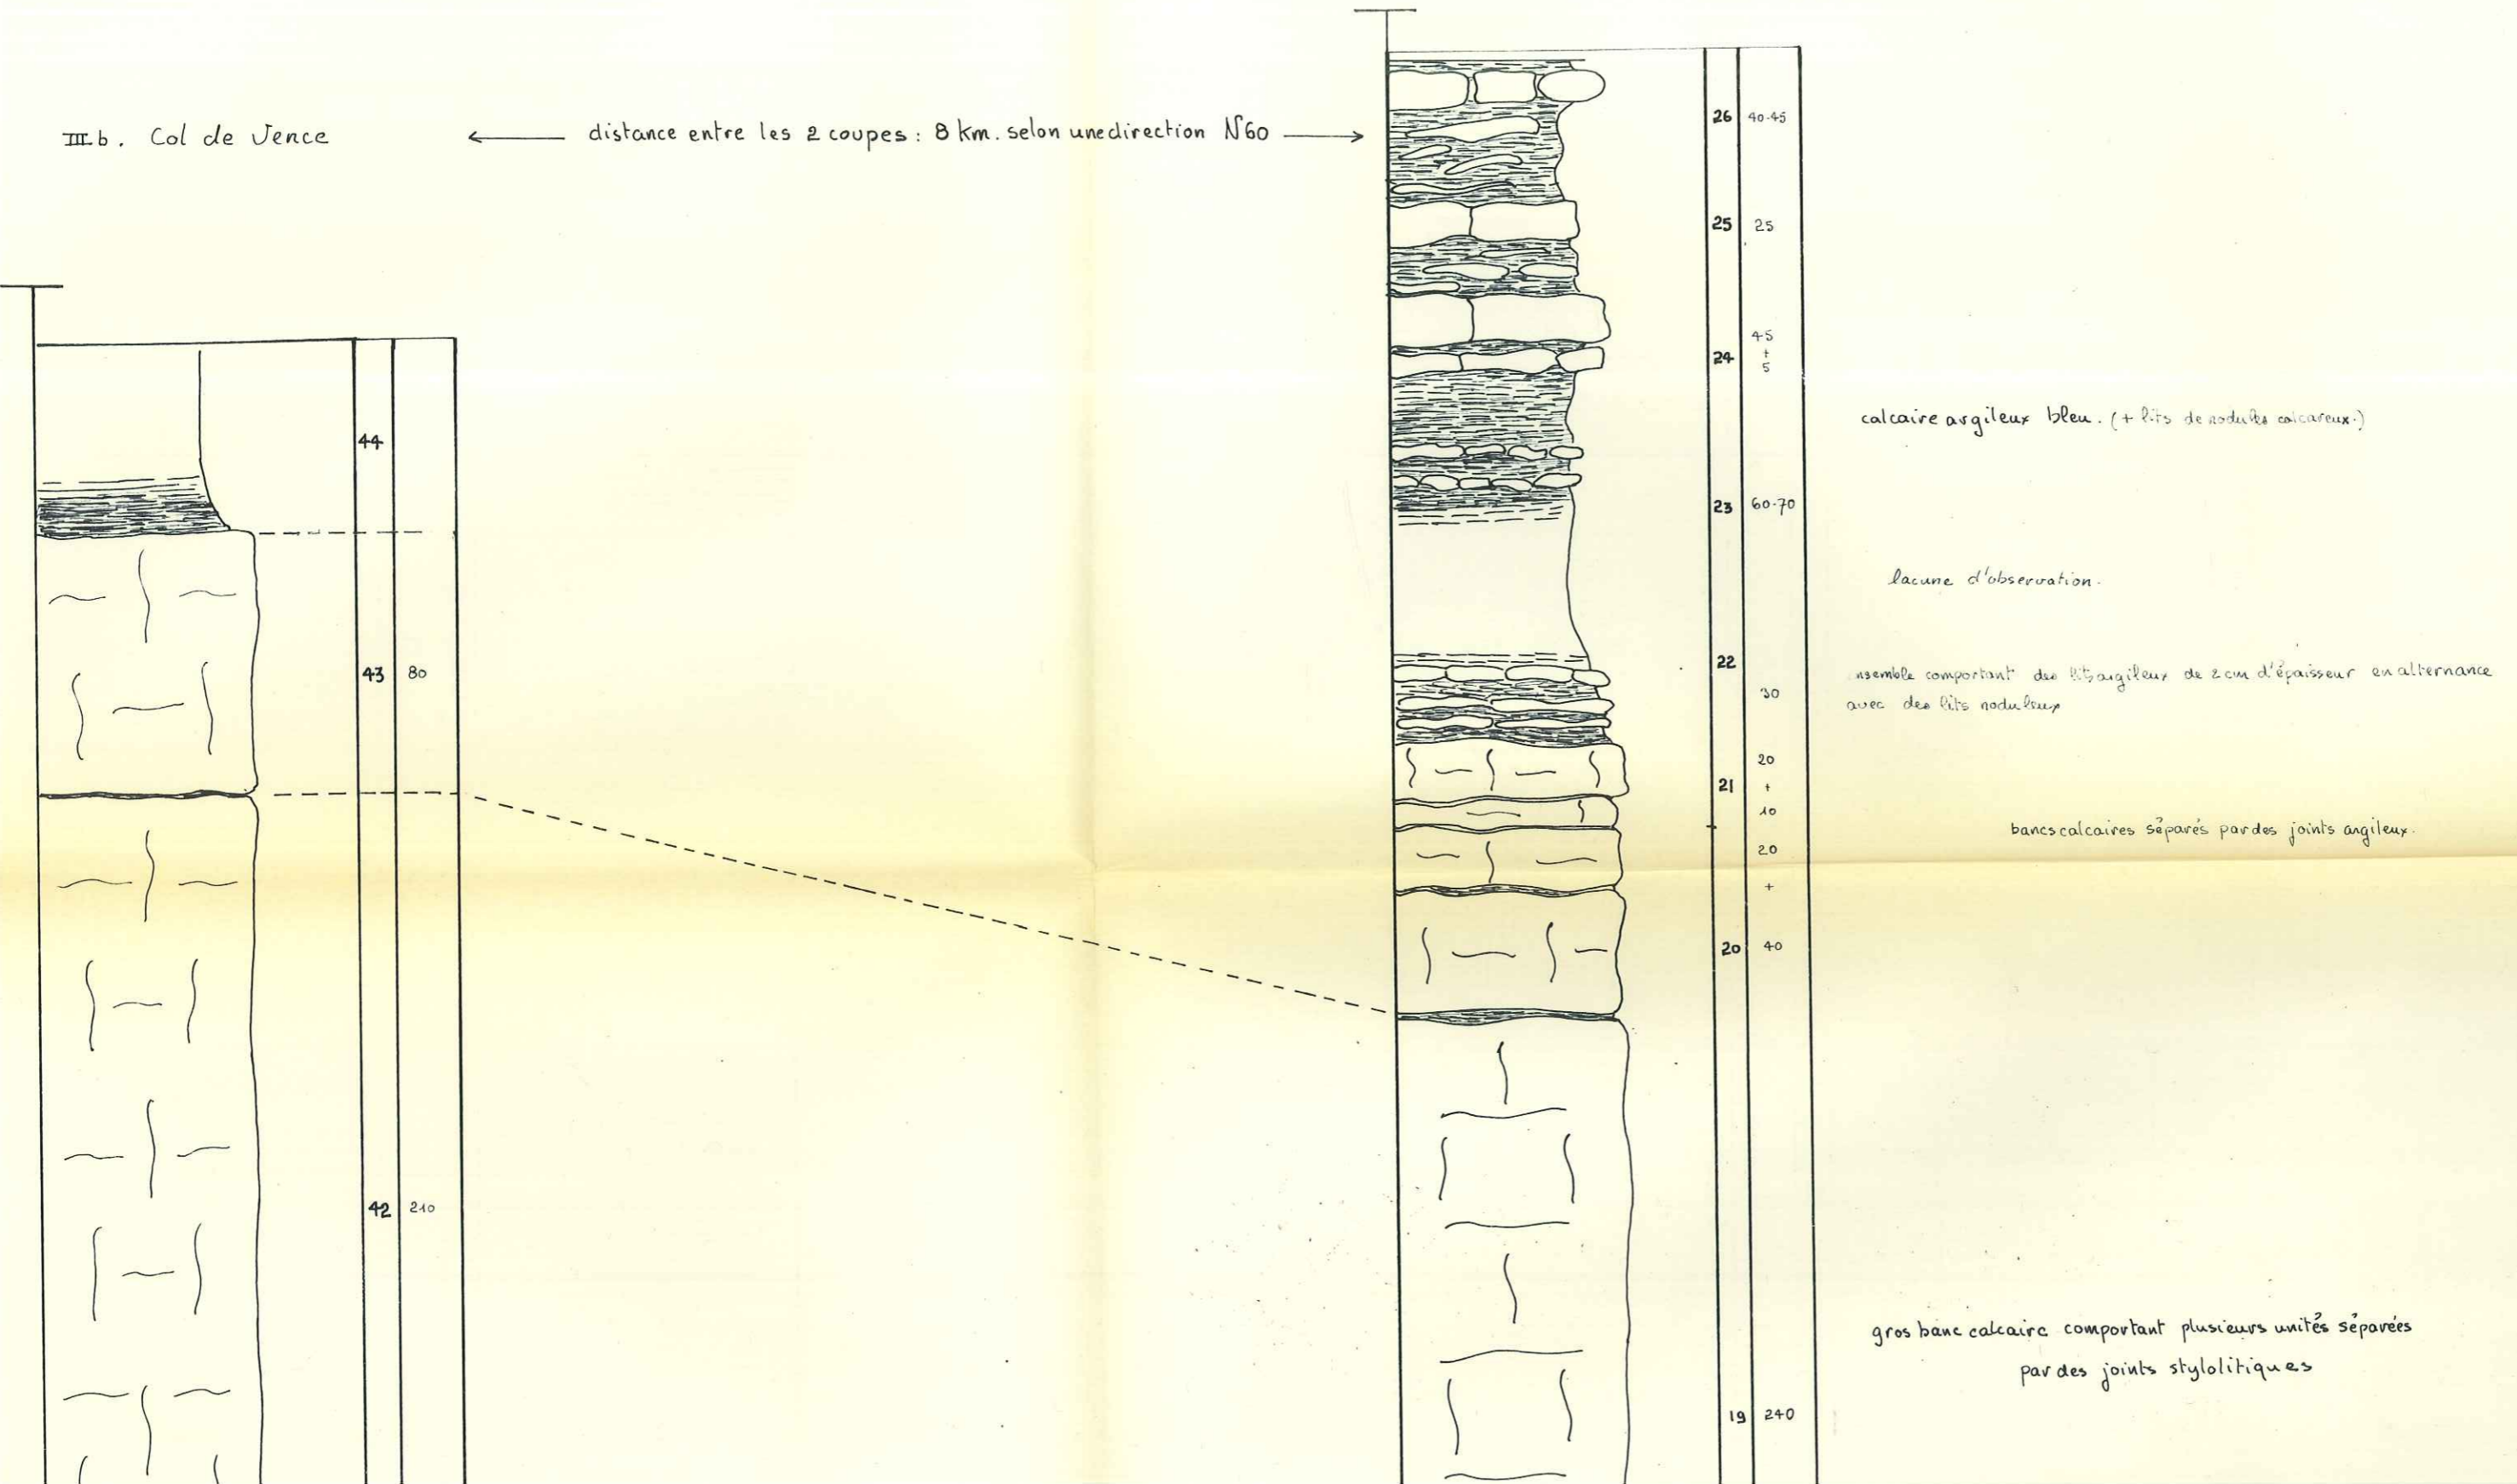 III.b. Col de Vence
distance entre les 2 coupes : 8 km. selon une direction N60
44
43 80
42 210
26 40-45
25 25
45
+
24
5
23 60-70
22
30
20
21 +
10
20
+
20 40
19 240
calcaire argileux bleu. (+ lits de nodules calcareux.)
lacune d'observation.
nsemble comportant des lits argileux de 2 cm d'épaisseur en alternance
avec des lits noduleux
bancs calcaires séparés par des joints argileux.
gros banc calcaire comportant plusieurs unités séparées
par des joints stylolitiques